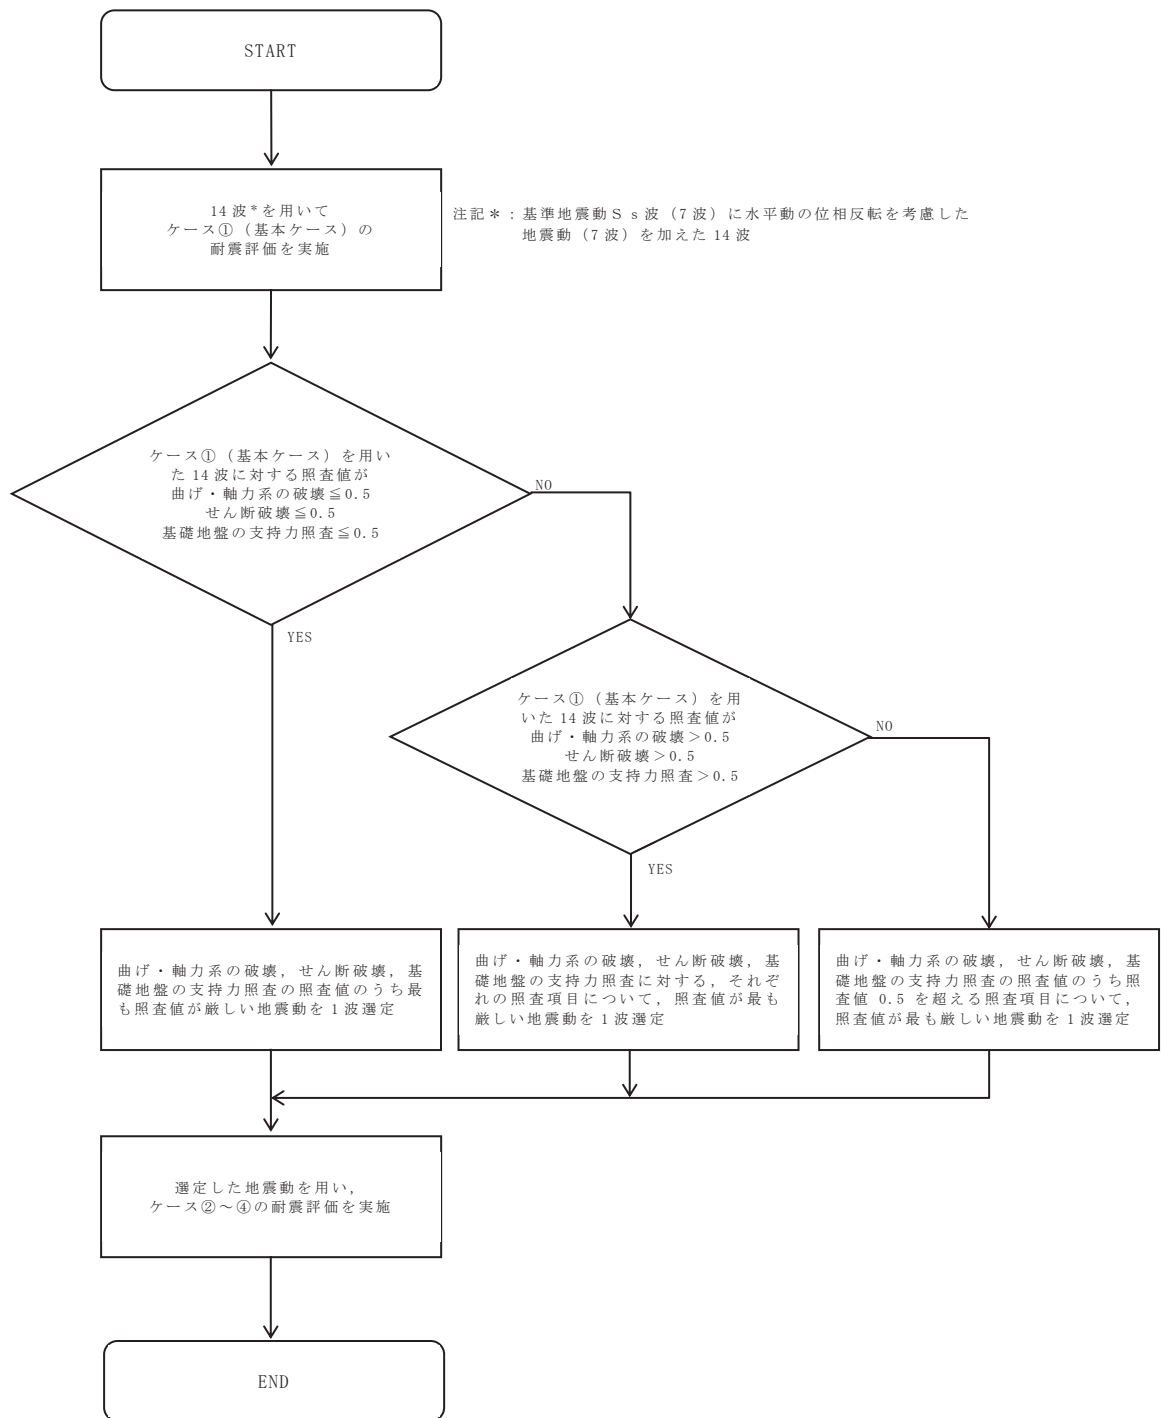 START
14波*を用いて
ケース①（基本ケース）の
耐震評価を実施
注記＊：基準地震動Ｓｓ波（7波）に水平動の位相反転を考慮した
地震動（7波）を加えた14波
ケース①（基本ケース）を用い
た14波に対する照査値が
曲げ・軸力系の破壊≦0.5
せん断破壊≦0.5
基礎地盤の支持力照査≦0.5
NO
YES
ケース①（基本ケース）を用
いた14波に対する照査値が
曲げ・軸力系の破壊＞0.5
せん断破壊＞0.5
基礎地盤の支持力照査＞0.5
NO
YES
曲げ・軸力系の破壊，せん断破壊，基
礎地盤の支持力照査の照査値のうち最
も照査値が厳しい地震動を1波選定
曲げ・軸力系の破壊，せん断破壊，基
礎地盤の支持力照査に対する，それぞ
れの照査項目について，照査値が最も
厳しい地震動を1波選定
曲げ・軸力系の破壊，せん断破壊，基
礎地盤の支持力照査の照査値のうち照
査値 0.5 を超える照査項目について，
照査値が最も厳しい地震動を1波選定
選定した地震動を用い，
ケース②～④の耐震評価を実施
END